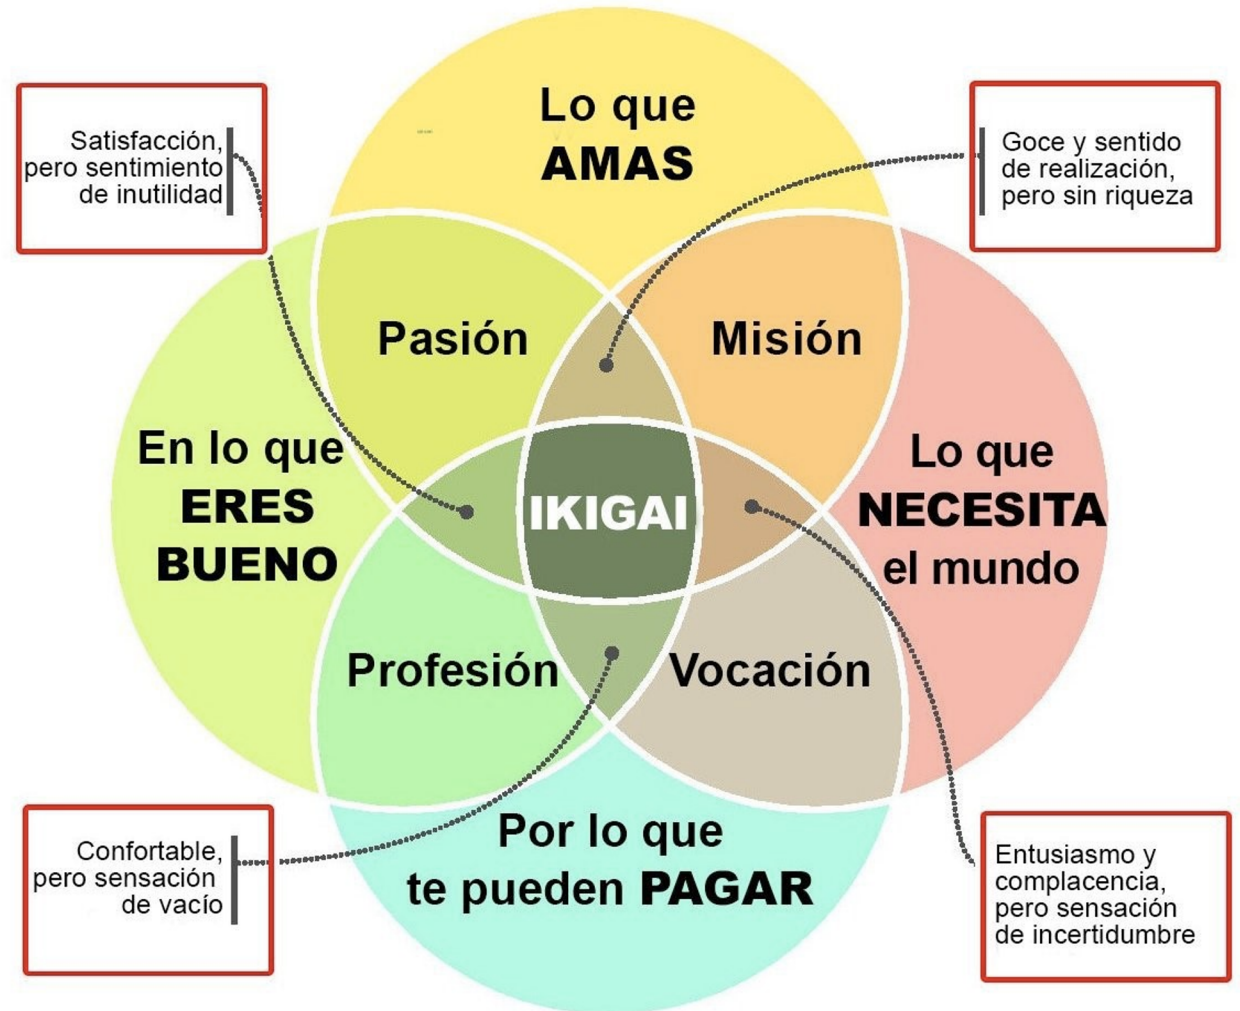 Lo que
AMAS
Satisfacción,
pero sentimiento
de inutilidad
Goce y sentido
de realización,
pero sin riqueza
Pasión
Misión
En lo que
ERES
BUENO
IKIGAI
Lo que
NECESITA
el mundo
Profesión
Vocación
Por lo que
te pueden PAGAR
Confortable,
pero sensación
de vacío
Entusiasmo y
complacencia,
pero sensación
de incertidumbre